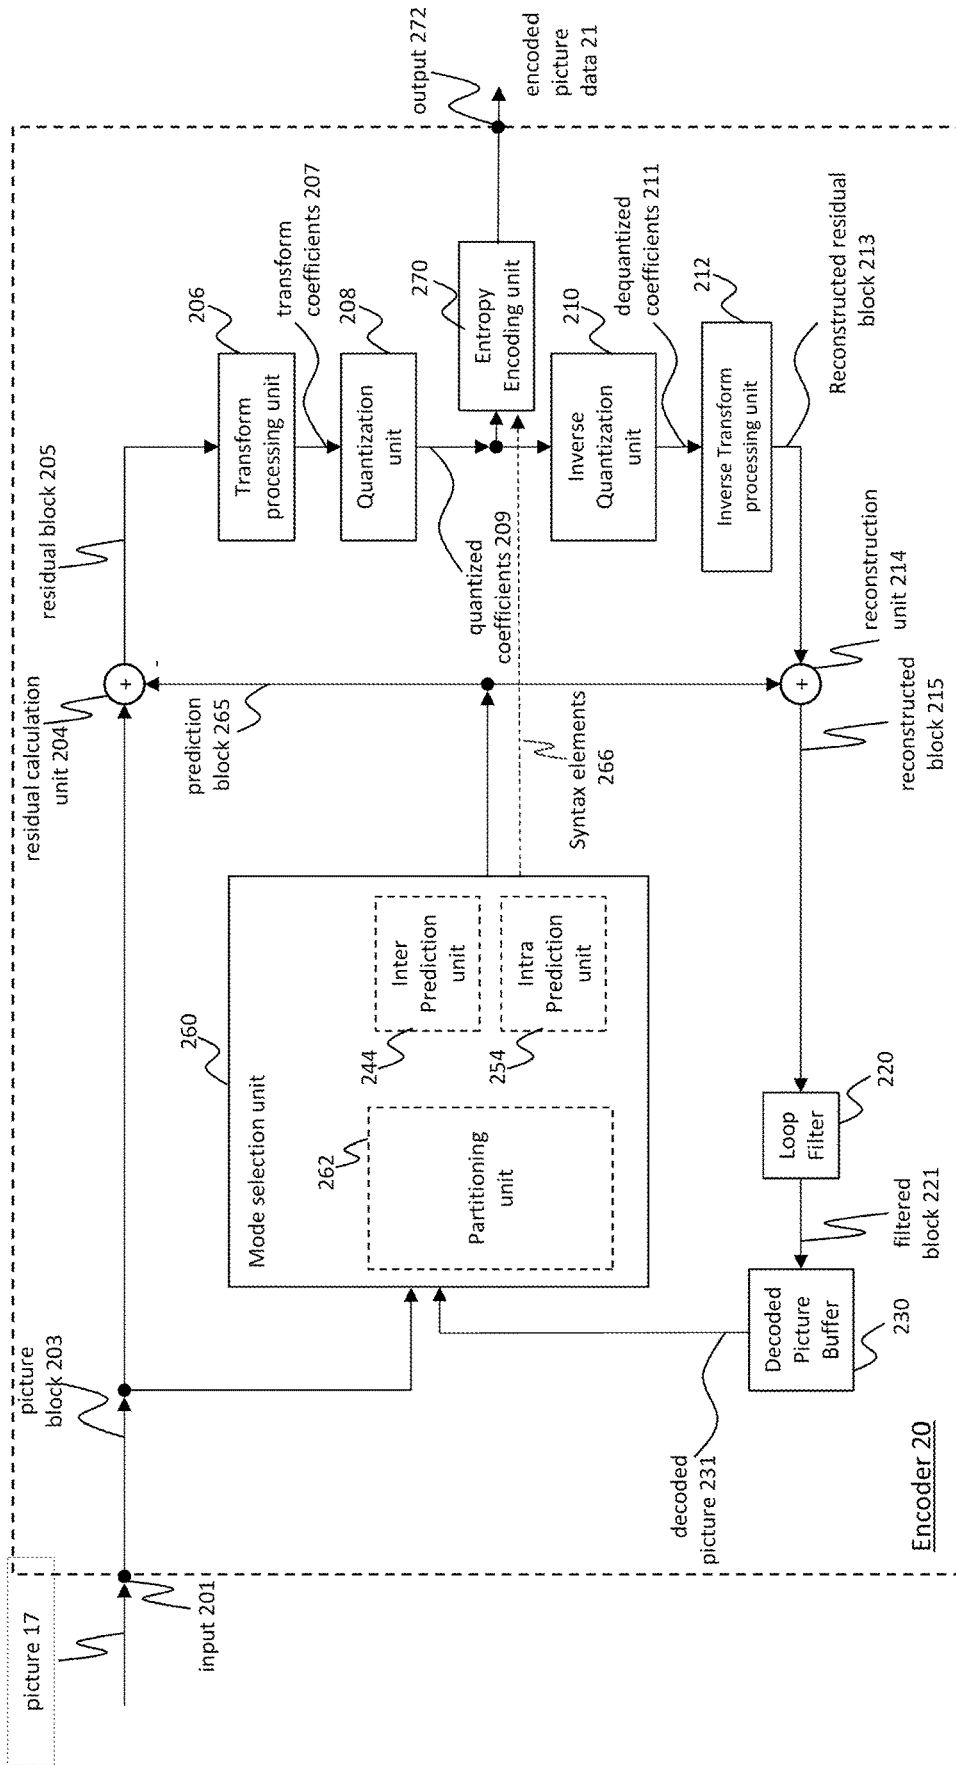 picture 17
input 201
picture
block 203
residual calculation
unit 204
residual block 205
Transform
processing unit
206
transform
coefficients 207
Quantization
unit
208
quantized
coefficients 209
Entropy
Encoding unit
270
output 272
encoded
picture
data 21
Inverse
Quantization
unit
210
dequantized
coefficients 211
Inverse Transform
processing unit
212
Reconstructed residual
block 213
reconstruction
unit 214
reconstructed
block 215
prediction
block 265
Syntax elements
266
260
Mode selection unit
262
Partitioning
unit
244
Inter
Prediction
unit
254
Intra
Prediction
unit
Loop
Filter
220
filtered
block 221
Decoded
Picture
Buffer
230
decoded
picture 231
Encoder 20
+
-
+